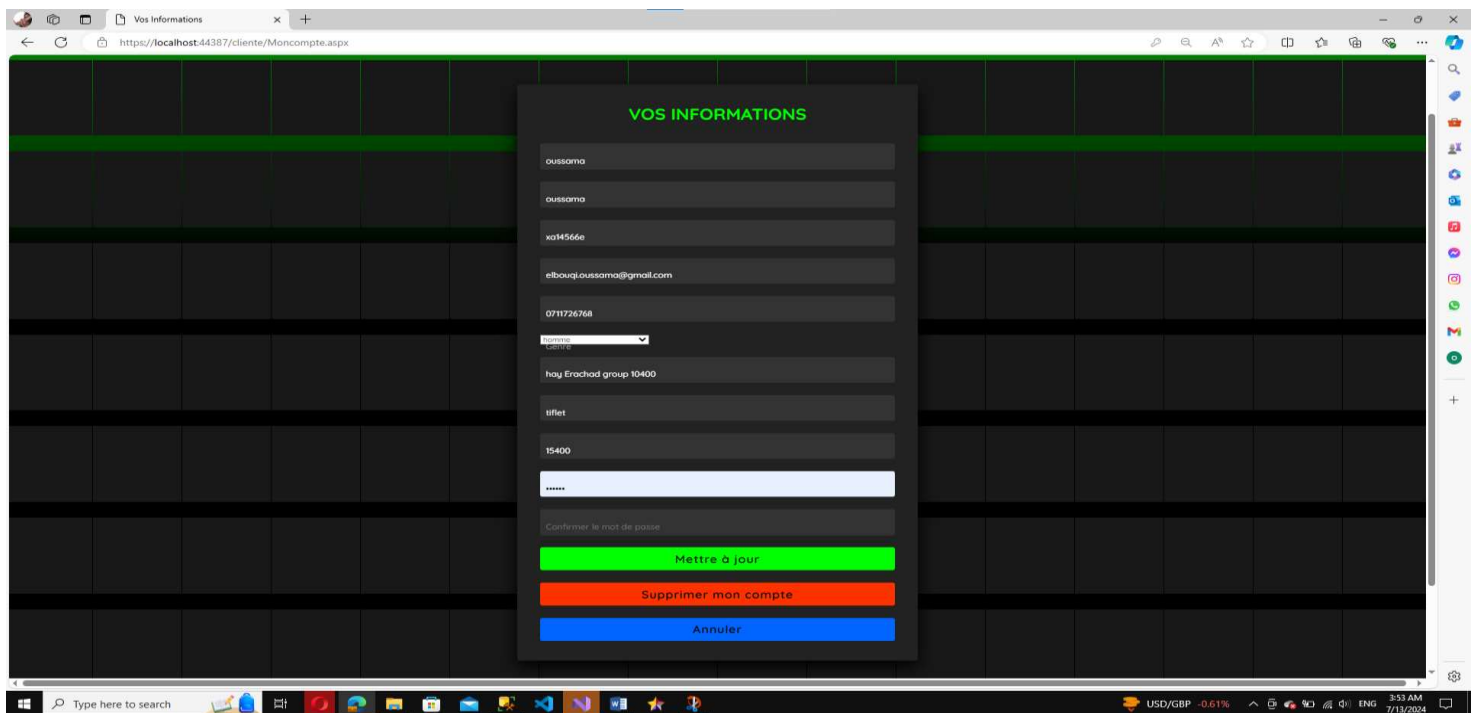 Vos Informations
https://localhost:44387/cliente/Moncompte.aspx
VOS INFORMATIONS
oussama
oussama
xa14566e
elbouqi.oussama@gmail.com
0711726768
homme
Genre
hay Erachad group 10400
tiflet
15400
••••••
Confirmer le mot de passe
Mettre à jour
Supprimer mon compte
Annuler
Type here to search
USD/GBP -0.61%
ENG
3:53 AM
7/13/2024